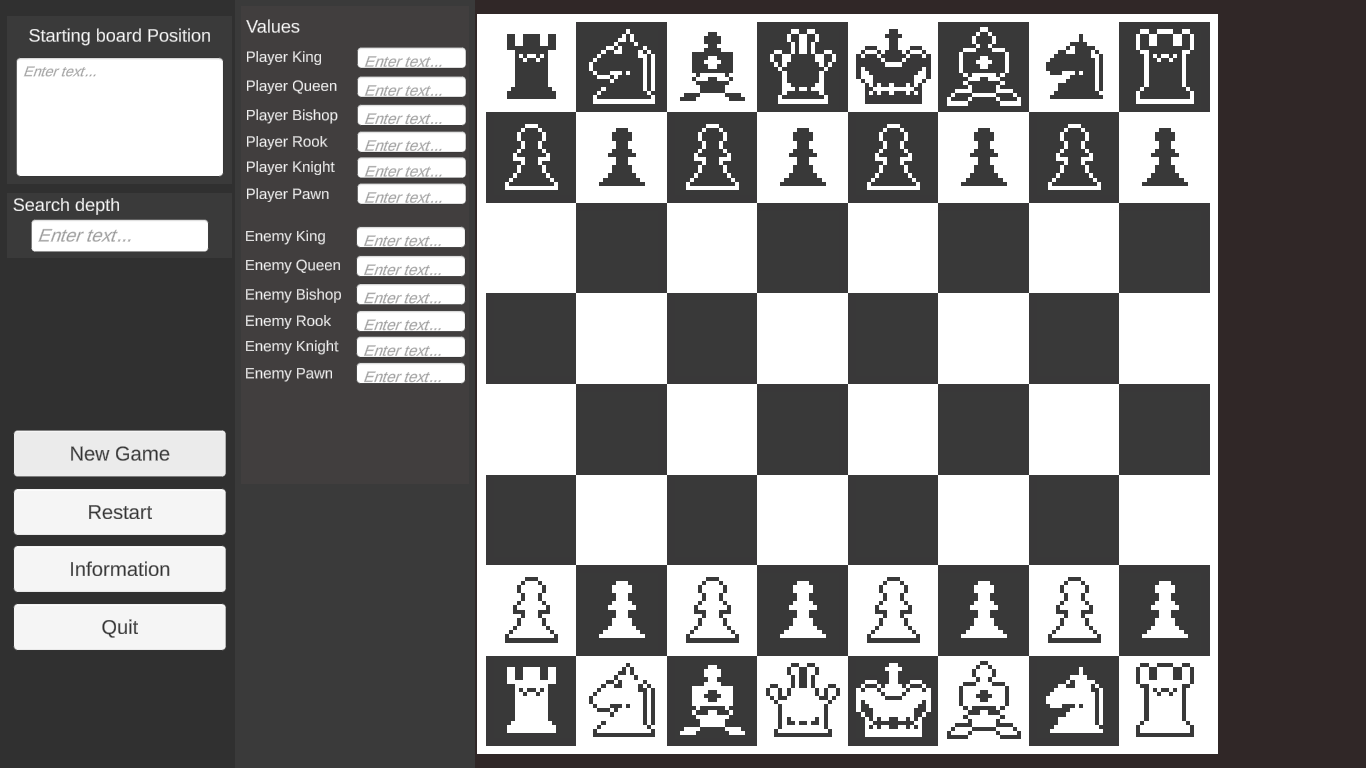 Starting board Position
Enter text...
Search depth
Enter text...
New Game
Restart
Information
Quit
Values
Player King Enter text...
Player Queen Enter text...
Player Bishop Enter text...
Player Rook Enter text...
Player Knight Enter text...
Player Pawn Enter text...
Enemy King Enter text...
Enemy Queen Enter text...
Enemy Bishop Enter text...
Enemy Rook Enter text...
Enemy Knight Enter text...
Enemy Pawn Enter text...